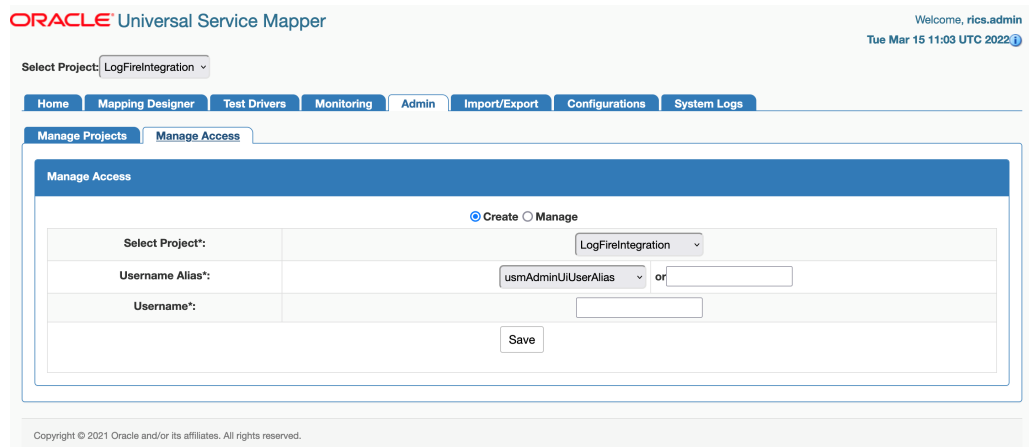 ORACLE® Universal Service Mapper
Welcome, rics.admin
Tue Mar 15 11:03 UTC 2022 i
Select Project: LogFireIntegration
Home Mapping Designer Test Drivers Monitoring Admin Import/Export Configurations System Logs
Manage Projects Manage Access
Manage Access
Create Manage
Select Project*: LogFireIntegration
Username Alias*: usmAdminUiUserAlias or
Username*:
Save
Copyright © 2021 Oracle and/or its affiliates. All rights reserved.